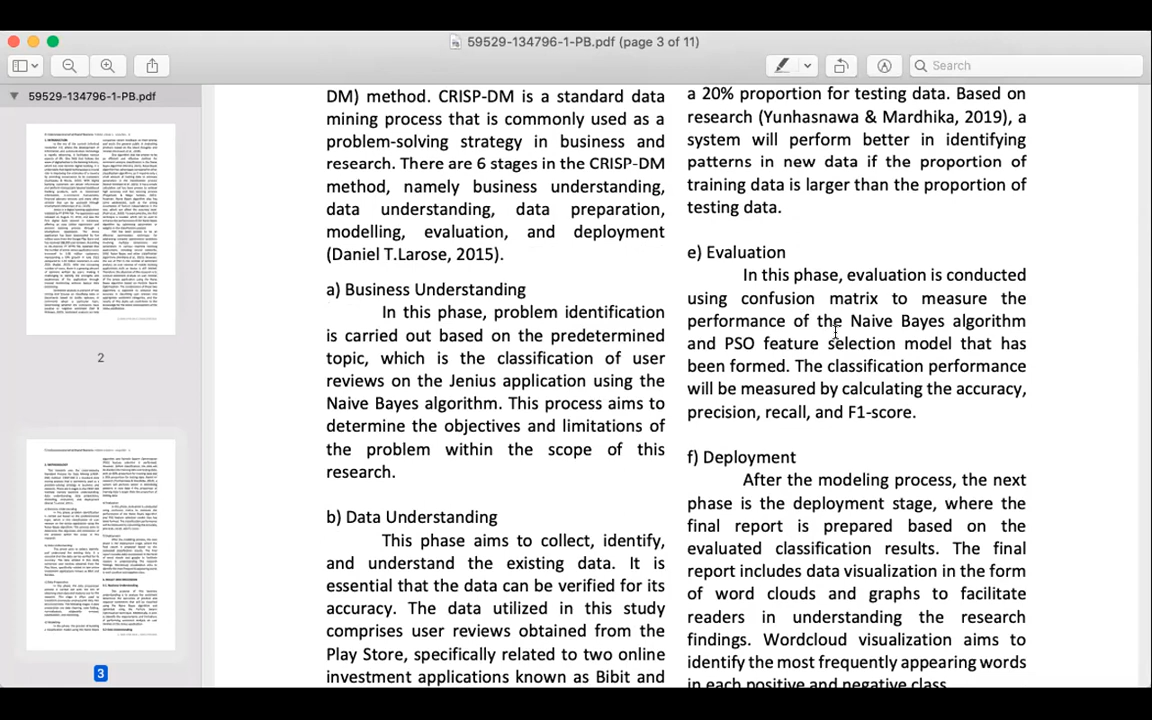 59529-134796-1-PB.pdf (page 3 of 11)
Search
59529-134796-1-PB.pdf
2
3
DM) method. CRISP-DM is a standard data
mining process that is commonly used as a
problem-solving strategy in business and
research. There are 6 stages in the CRISP-DM
method, namely business understanding,
data understanding, data preparation,
modelling, evaluation, and deployment
(Daniel T.Larose, 2015).
a) Business Understanding
In this phase, problem identification
is carried out based on the predetermined
topic, which is the classification of user
reviews on the Jenius application using the
Naive Bayes algorithm. This process aims to
determine the objectives and limitations of
the problem within the scope of this
research.
b) Data Understanding
This phase aims to collect, identify,
and understand the existing data. It is
essential that the data can be verified for its
accuracy. The data utilized in this study
comprises user reviews obtained from the
Play Store, specifically related to two online
investment applications known as Bibit and
a 20% proportion for testing data. Based on
research (Yunhasnawa & Mardhika, 2019), a
system will perform better in identifying
patterns in new data if the proportion of
training data is larger than the proportion of
testing data.
e) Evaluation
In this phase, evaluation is conducted
using confusion matrix to measure the
performance of the Naive Bayes algorithm
and PSO feature selection model that has
been formed. The classification performance
will be measured by calculating the accuracy,
precision, recall, and F1-score.
f) Deployment
After the modeling process, the next
phase is the deployment stage, where the
final report is prepared based on the
evaluated classification results. The final
report includes data visualization in the form
of word clouds and graphs to facilitate
readers in understanding the research
findings. Wordcloud visualization aims to
identify the most frequently appearing words
in each positive and negative class.